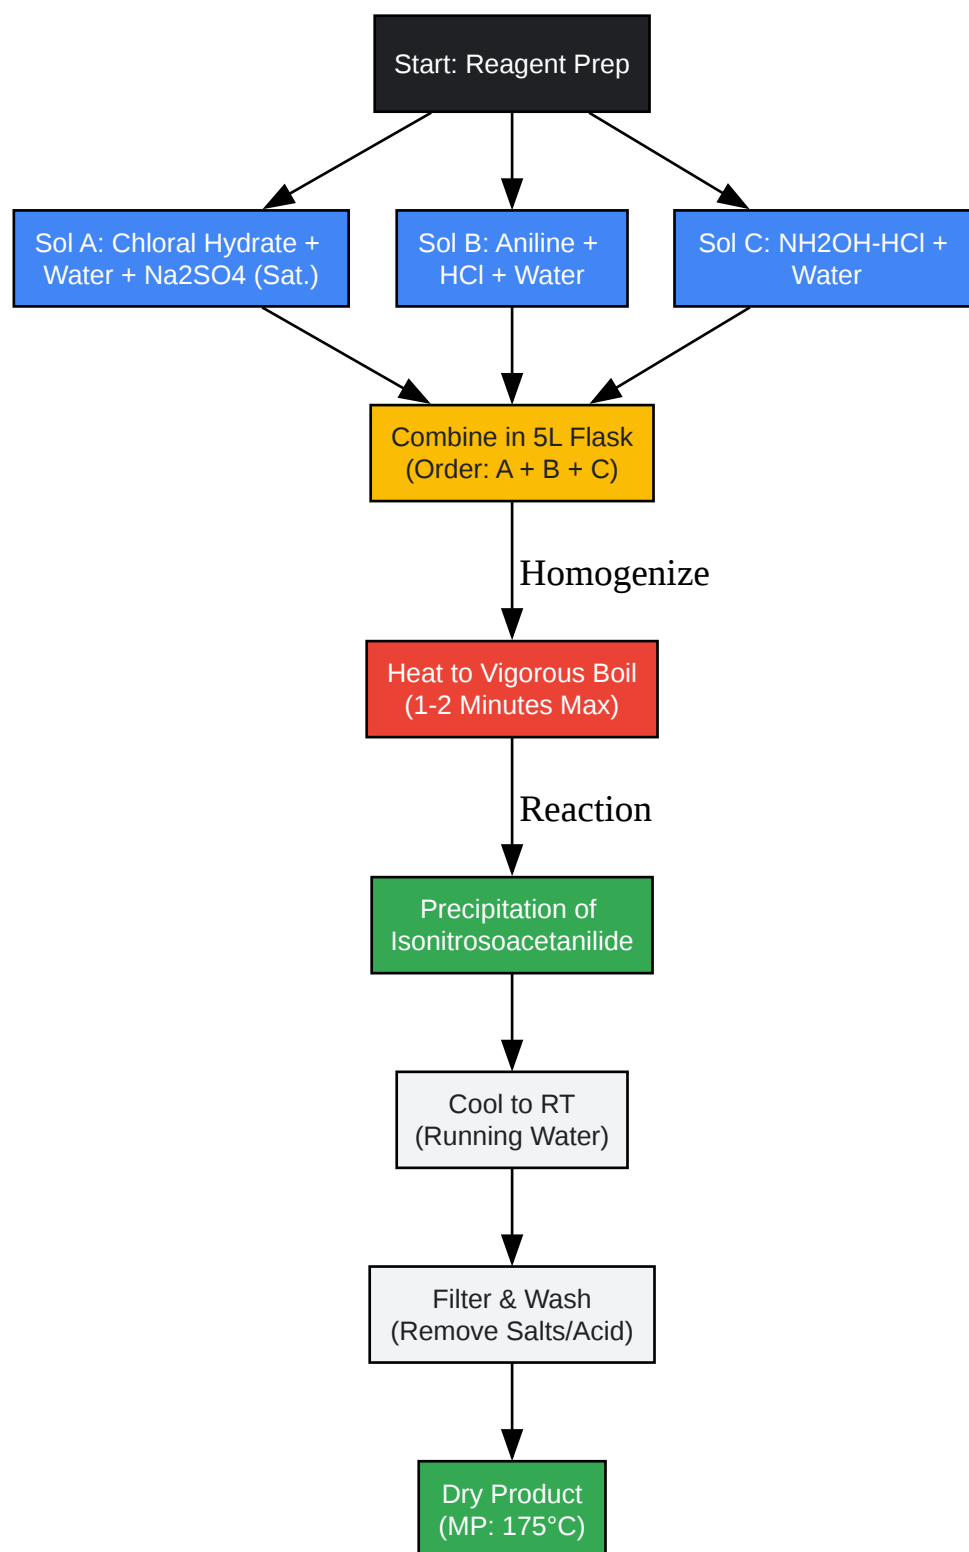 Start: Reagent Prep
Sol A: Chloral Hydrate +
Water + Na2SO4 (Sat.)
Sol B: Aniline +
HCl + Water
Sol C: NH2OH-HCl +
Water
Combine in 5L Flask
(Order: A + B + C)
Homogenize
Heat to Vigorous Boil
(1-2 Minutes Max)
Reaction
Precipitation of
Isonitrosoacetanilide
Cool to RT
(Running Water)
Filter & Wash
(Remove Salts/Acid)
Dry Product
(MP: 175°C)